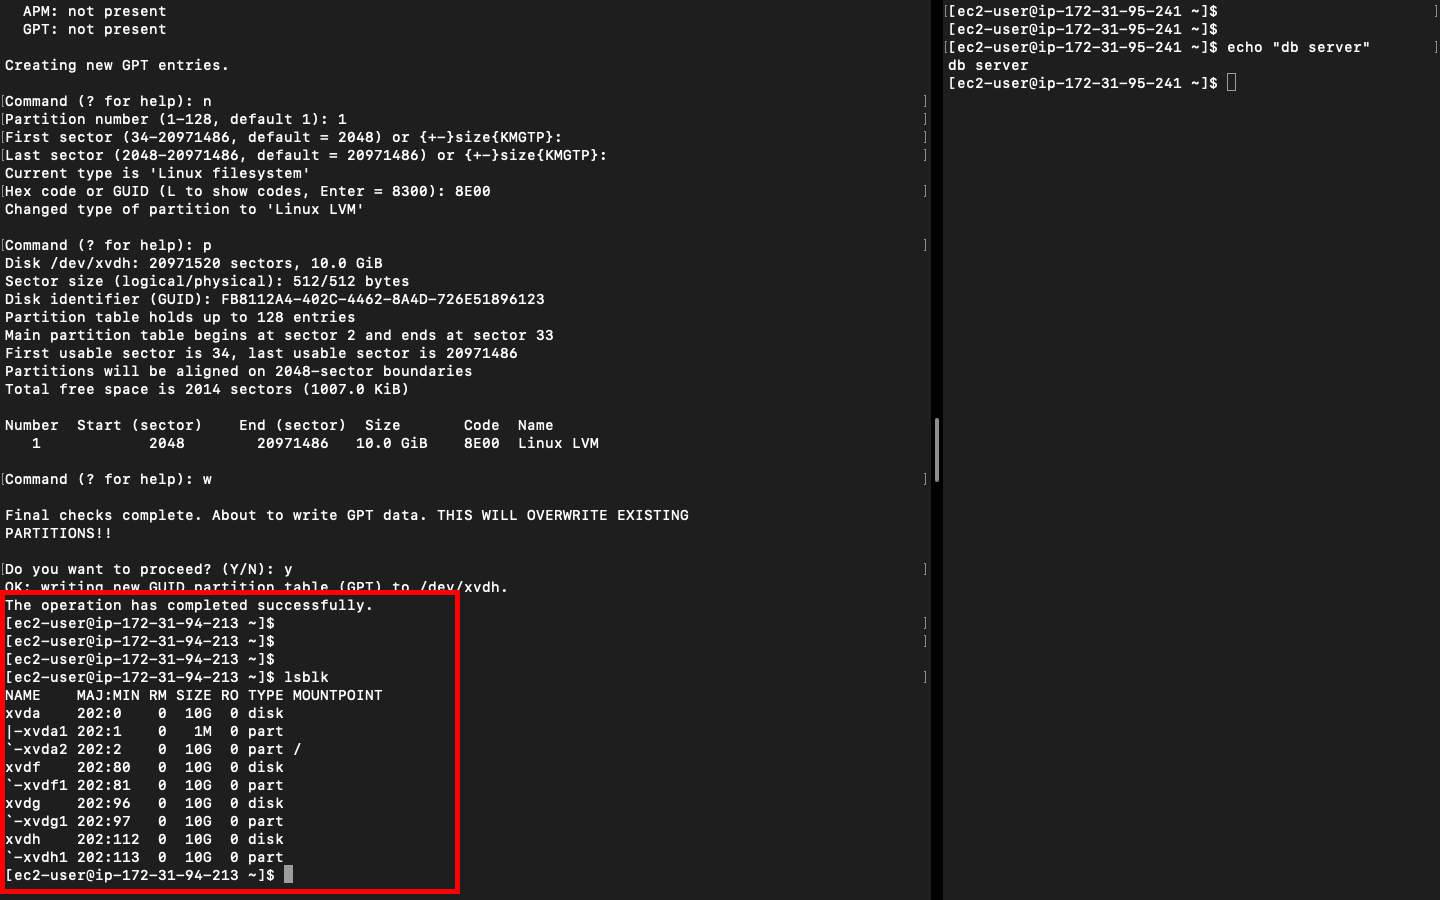 APM: not present
GPT: not present
Creating new GPT entries.
[Command (? for help): n ]
[Partition number (1-128, default 1): 1 ]
[First sector (34-20971486, default = 2048) or {+-}size{KMGTP}: ]
[Last sector (2048-20971486, default = 20971486) or {+-}size{KMGTP}: ]
Current type is 'Linux filesystem'
[Hex code or GUID (L to show codes, Enter = 8300): 8E00 ]
Changed type of partition to 'Linux LVM'
[Command (? for help): p ]
Disk /dev/xvdh: 20971520 sectors, 10.0 GiB
Sector size (logical/physical): 512/512 bytes
Disk identifier (GUID): FB8112A4-402C-4462-8A4D-726E51896123
Partition table holds up to 128 entries
Main partition table begins at sector 2 and ends at sector 33
First usable sector is 34, last usable sector is 20971486
Partitions will be aligned on 2048-sector boundaries
Total free space is 2014 sectors (1007.0 KiB)
Number  Start (sector)    End (sector)  Size       Code  Name
   1            2048        20971486   10.0 GiB    8E00  Linux LVM
[Command (? for help): w ]
Final checks complete. About to write GPT data. THIS WILL OVERWRITE EXISTING
PARTITIONS!!
[Do you want to proceed? (Y/N): y ]
OK; writing new GUID partition table (GPT) to /dev/xvdh.
The operation has completed successfully.
[ec2-user@ip-172-31-94-213 ~]$ ]
[ec2-user@ip-172-31-94-213 ~]$ ]
[ec2-user@ip-172-31-94-213 ~]$
[ec2-user@ip-172-31-94-213 ~]$ lsblk ]
NAME    MAJ:MIN RM SIZE RO TYPE MOUNTPOINT
xvda    202:0    0  10G  0 disk
|-xvda1 202:1    0   1M  0 part
`-xvda2 202:2    0  10G  0 part /
xvdf    202:80   0  10G  0 disk
`-xvdf1 202:81   0  10G  0 part
xvdg    202:96   0  10G  0 disk
`-xvdg1 202:97   0  10G  0 part
xvdh    202:112  0  10G  0 disk
`-xvdh1 202:113  0  10G  0 part
[ec2-user@ip-172-31-94-213 ~]$
[[ec2-user@ip-172-31-95-241 ~]$ ]
[ec2-user@ip-172-31-95-241 ~]$
[[ec2-user@ip-172-31-95-241 ~]$ echo "db server" ]
db server
[ec2-user@ip-172-31-95-241 ~]$